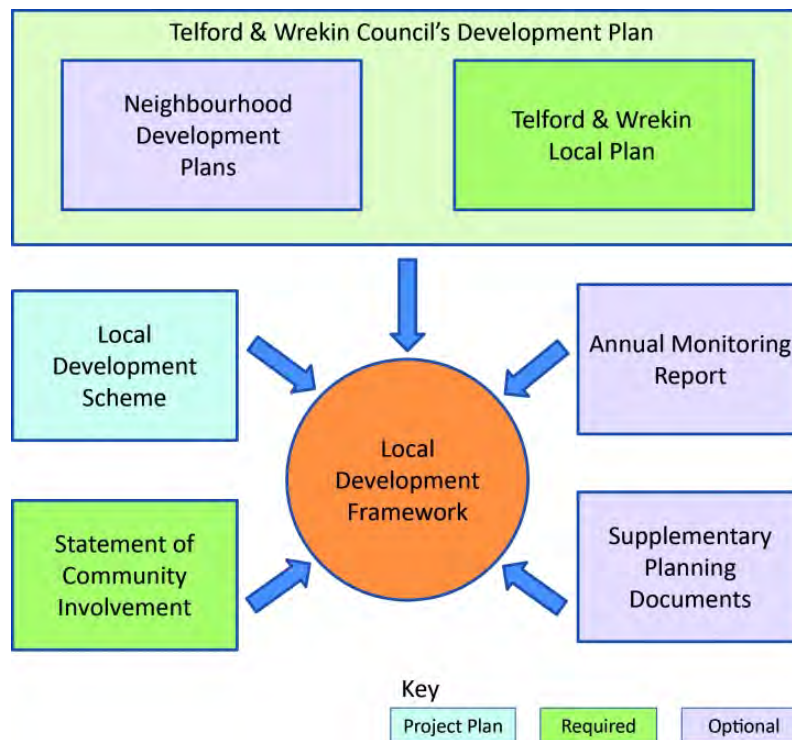 Telford & Wrekin Council's Development Plan
Neighbourhood
Development
Plans
Telford & Wrekin
Local Plan
Local
Development
Scheme
Annual Monitoring
Report
Local
Development
Framework
Statement of
Community
Involvement
Supplementary
Planning
Documents
Key
Project Plan
Required
Optional